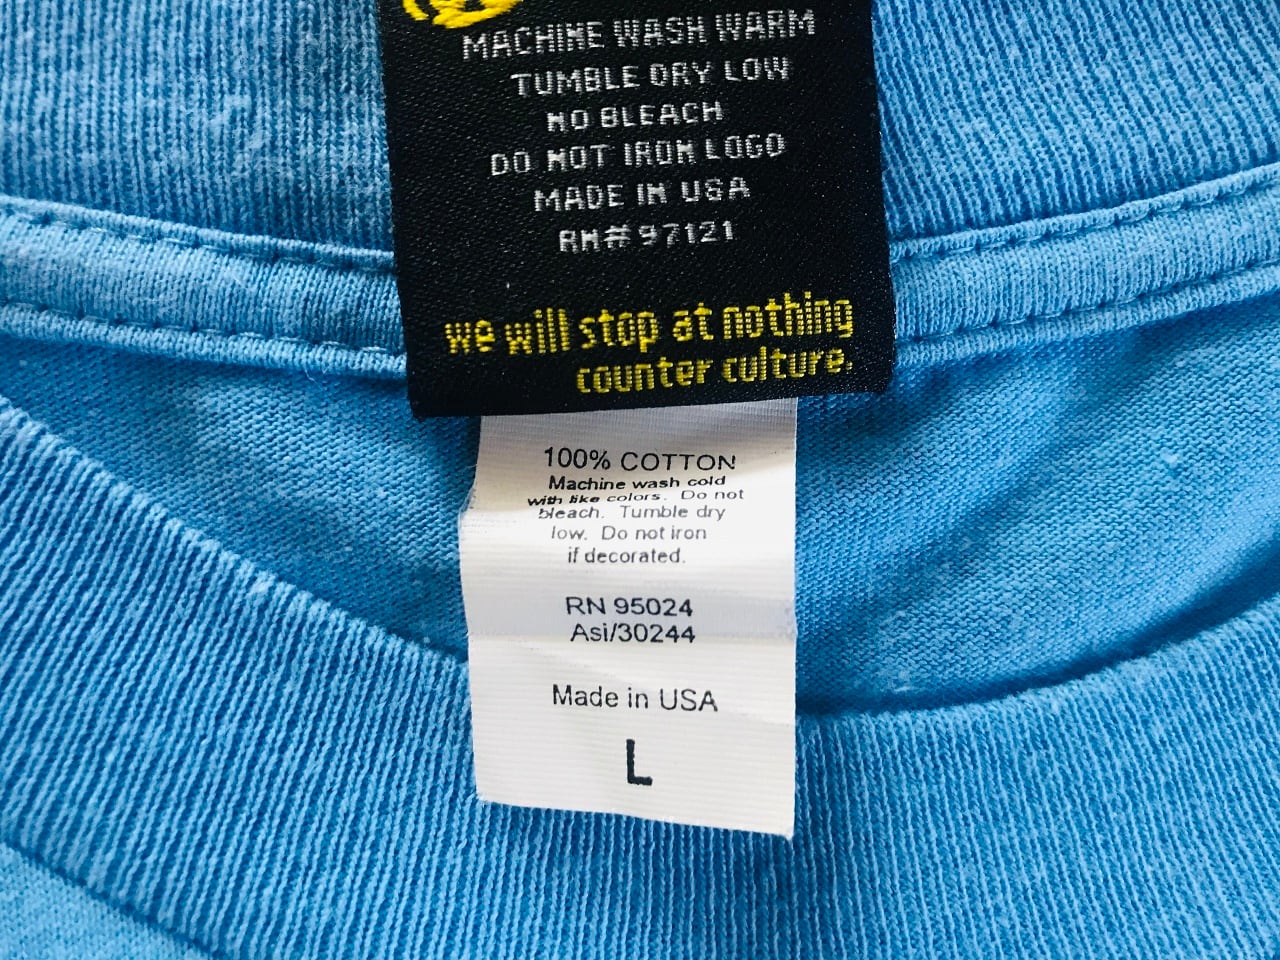 MACHINE WASH WARM
TUMBLE DRY LOW
NO BLEACH
DO NOT IRON LOGO
MADE IN USA
RN#97121
we will stop at nothing
counter culture.
100% COTTON
Machine wash cold
with like colors. Do not
bleach. Tumble dry
low. Do not iron
if decorated.
RN 95024
Asi/30244
Made in USA
L